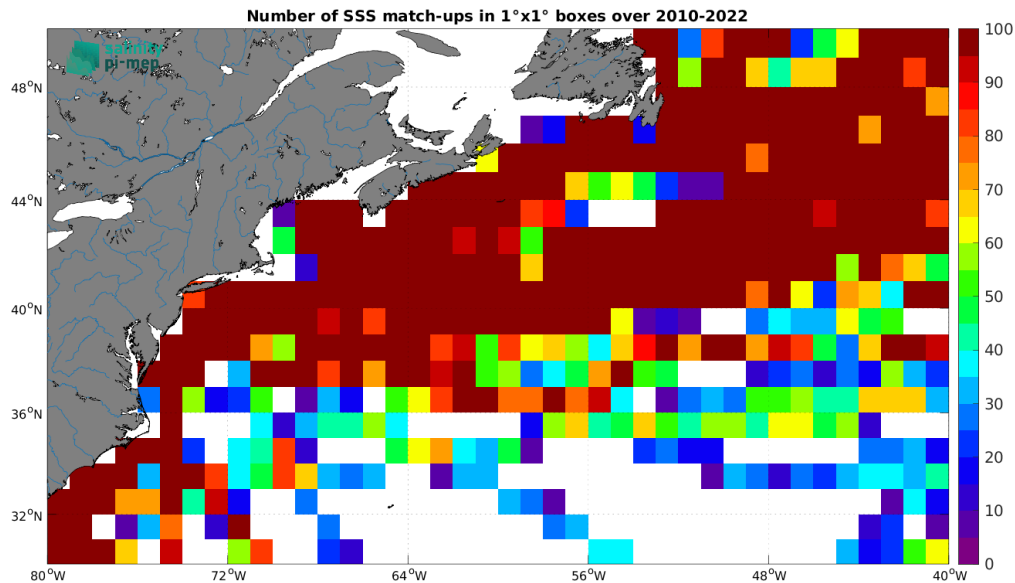 Number of SSS match-ups in 1°x1° boxes over 2010-2022
salinity
pi-mep
48°N
44°N
40°N
36°N
32°N
80°W 72°W 64°W 56°W 48°W 40°W
100
90
80
70
60
50
40
30
20
10
0